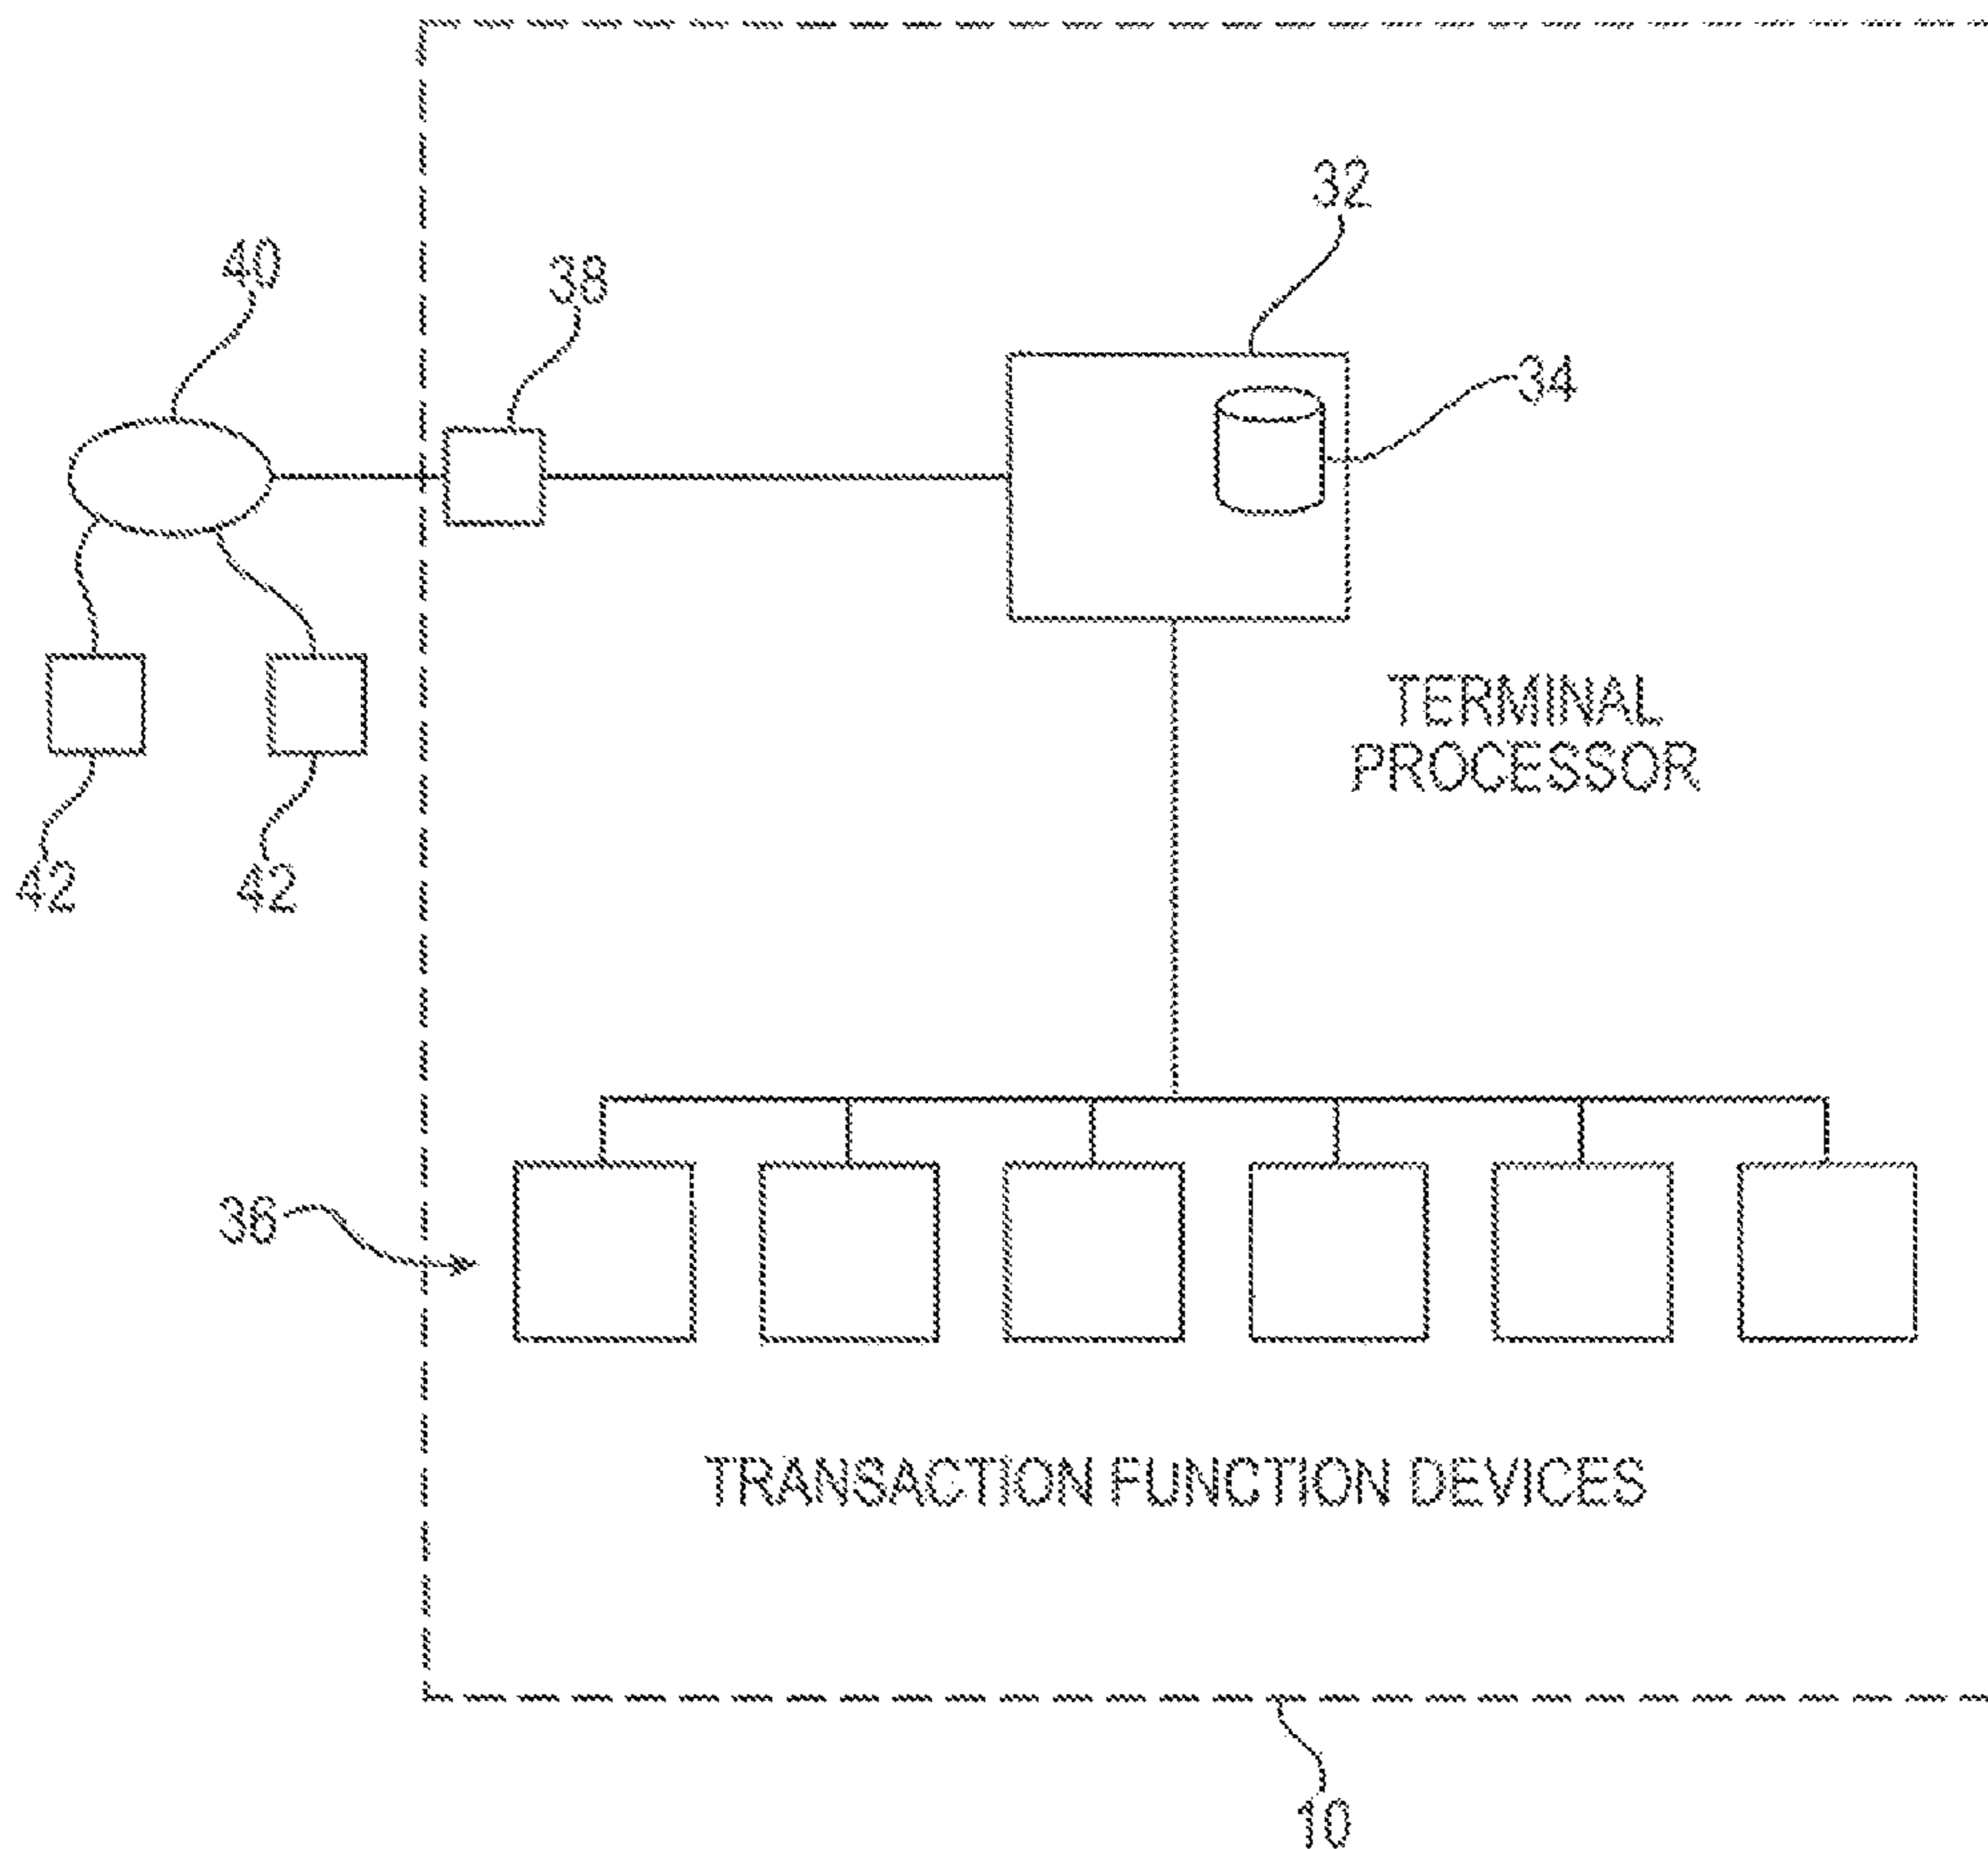 32
40
38
34
TERMINAL
PROCESSOR
42
42
36
TRANSACTION FUNCTION DEVICES
10